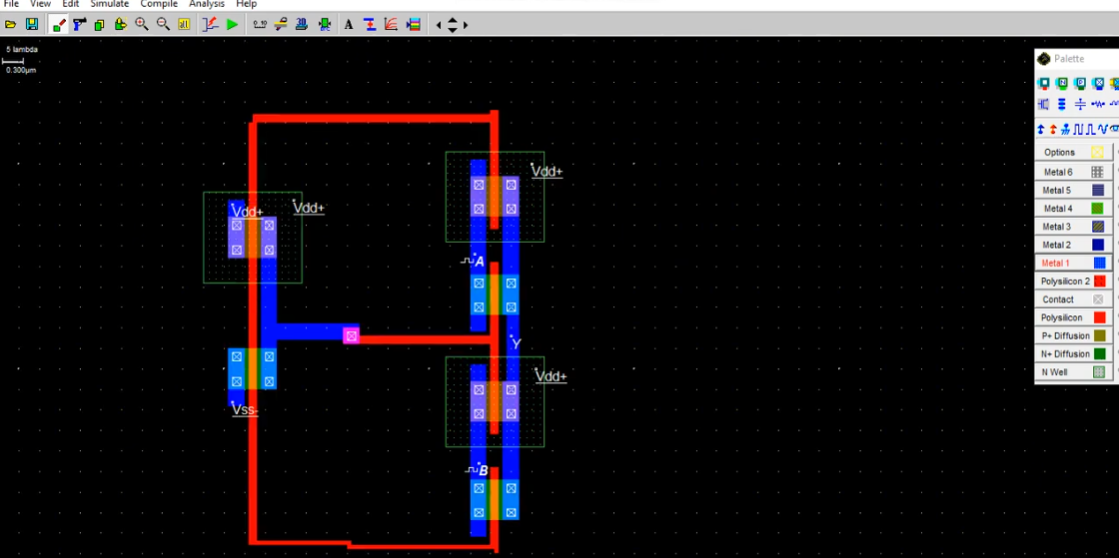 File View Edit Simulate Compile Analysis Help
5 lambda
0.300μm
Palette
Options
Metal 6
Metal 5
Metal 4
Metal 3
Metal 2
Metal 1
Polysilicon 2
Contact
Polysilicon
P+ Diffusion
N+ Diffusion
N Well
Vdd+
Vdd+ Vdd+
A
Y
Vdd+
Vss-
B